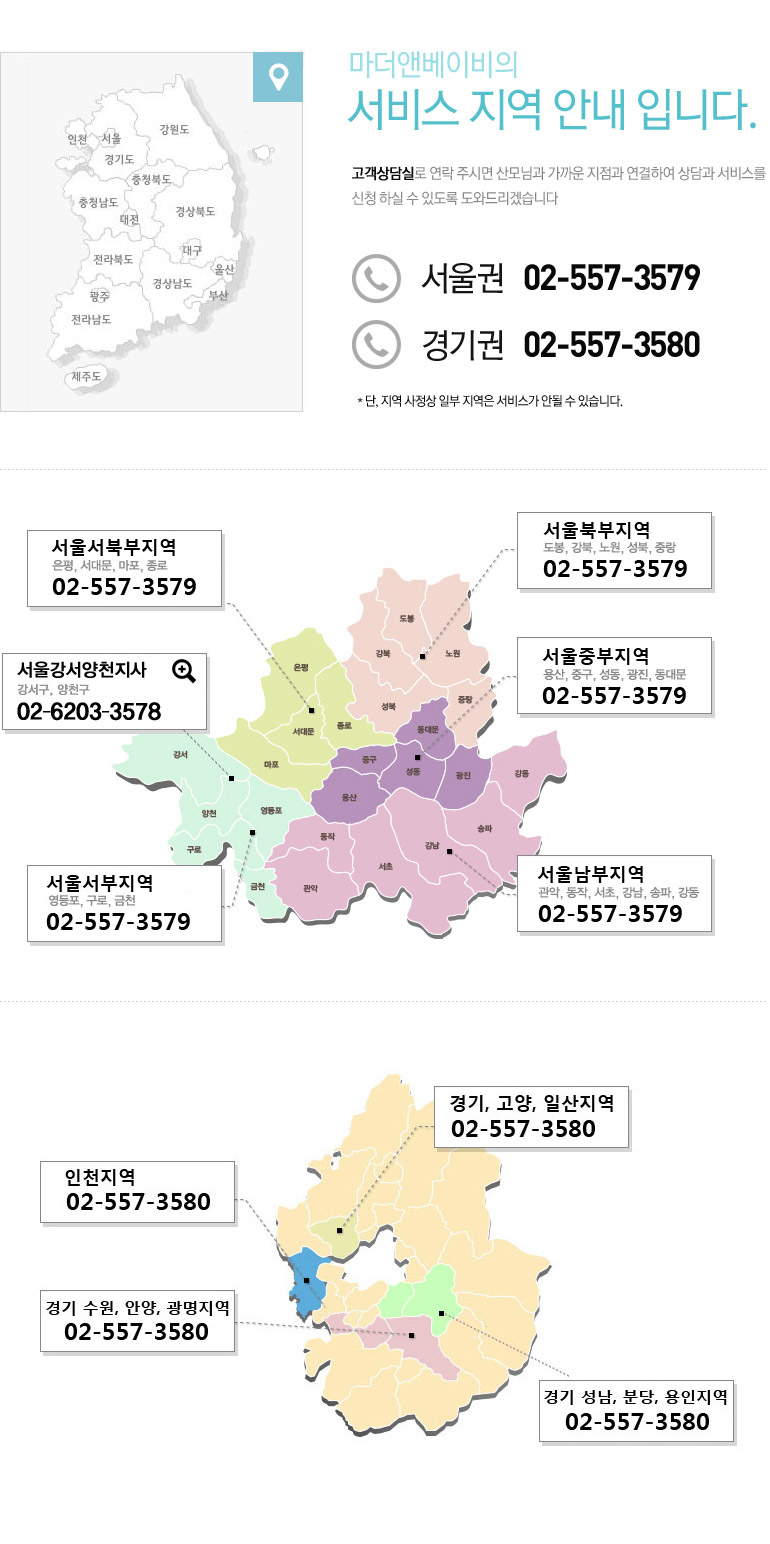 마더앤베이비의
서비스 지역 안내 입니다.
고객상담실로 연락 주시면 산모님과 가까운 지점과 연결하여 상담과 서비스를
신청 하실 수 있도록 도와드리겠습니다
서울권 02-557-3579
경기권 02-557-3580
* 단, 지역 사정상 일부 지역은 서비스가 안될 수 있습니다.
인천
서울
강원도
경기도
충청북도
충청남도
대전
경상북도
전라북도
대구
울산
경상남도
광주
부산
전라남도
제주도
서울서북부지역
은평, 서대문, 마포, 종로
02-557-3579
서울북부지역
도봉, 강북, 노원, 성북, 중랑
02-557-3579
서울강서양천지사
강서구, 양천구
02-6203-3578
서울중부지역
용산, 중구, 성동, 광진, 동대문
02-557-3579
도봉
강북
노원
은평
성북
중랑
서대문
종로
동대문
강서
마포
중구
성동
광진
강동
용산
양천
영등포
구로
동작
송파
강남
서초
금천
관악
서울서부지역
영등포, 구로, 금천
02-557-3579
서울남부지역
관악, 동작, 서초, 강남, 송파, 강동
02-557-3579
경기, 고양, 일산지역
02-557-3580
인천지역
02-557-3580
경기 수원, 안양, 광명지역
02-557-3580
경기 성남, 분당, 용인지역
02-557-3580